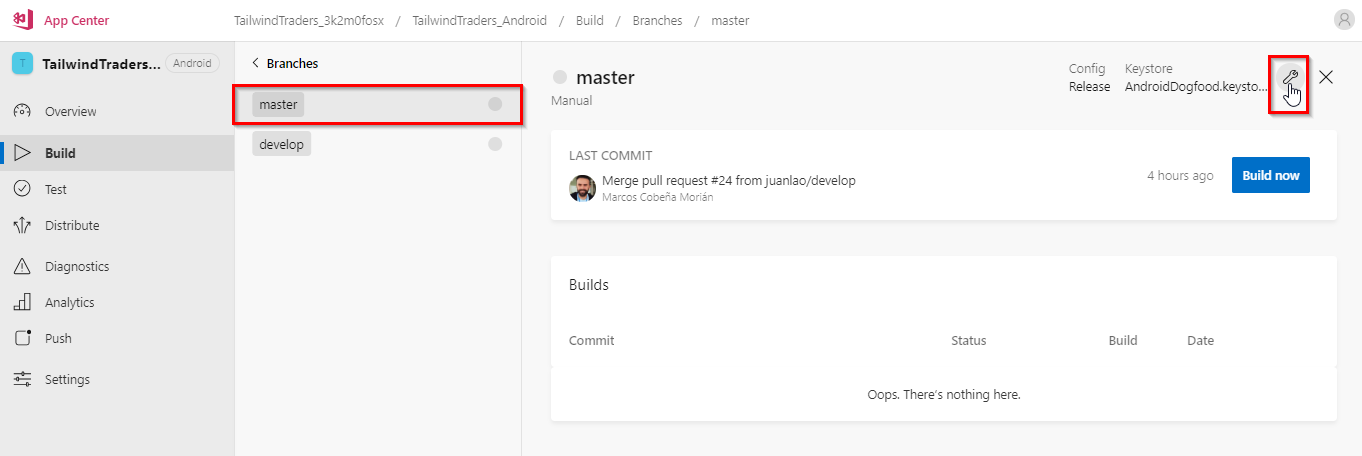 App Center
TailwindTraders_3k2m0fosx / TailwindTraders_Android / Build / Branches / master
T TailwindTraders... Android
Overview
Build
Test
Distribute
Diagnostics
Analytics
Push
Settings
Branches
master
develop
master
Manual
Config
Release
Keystore
AndroidDogfood.keysto...
LAST COMMIT
Merge pull request #24 from juanlao/develop
Marcos Cobeña Morián
4 hours ago
Build now
Builds
Commit Status Build Date
Oops. There's nothing here.